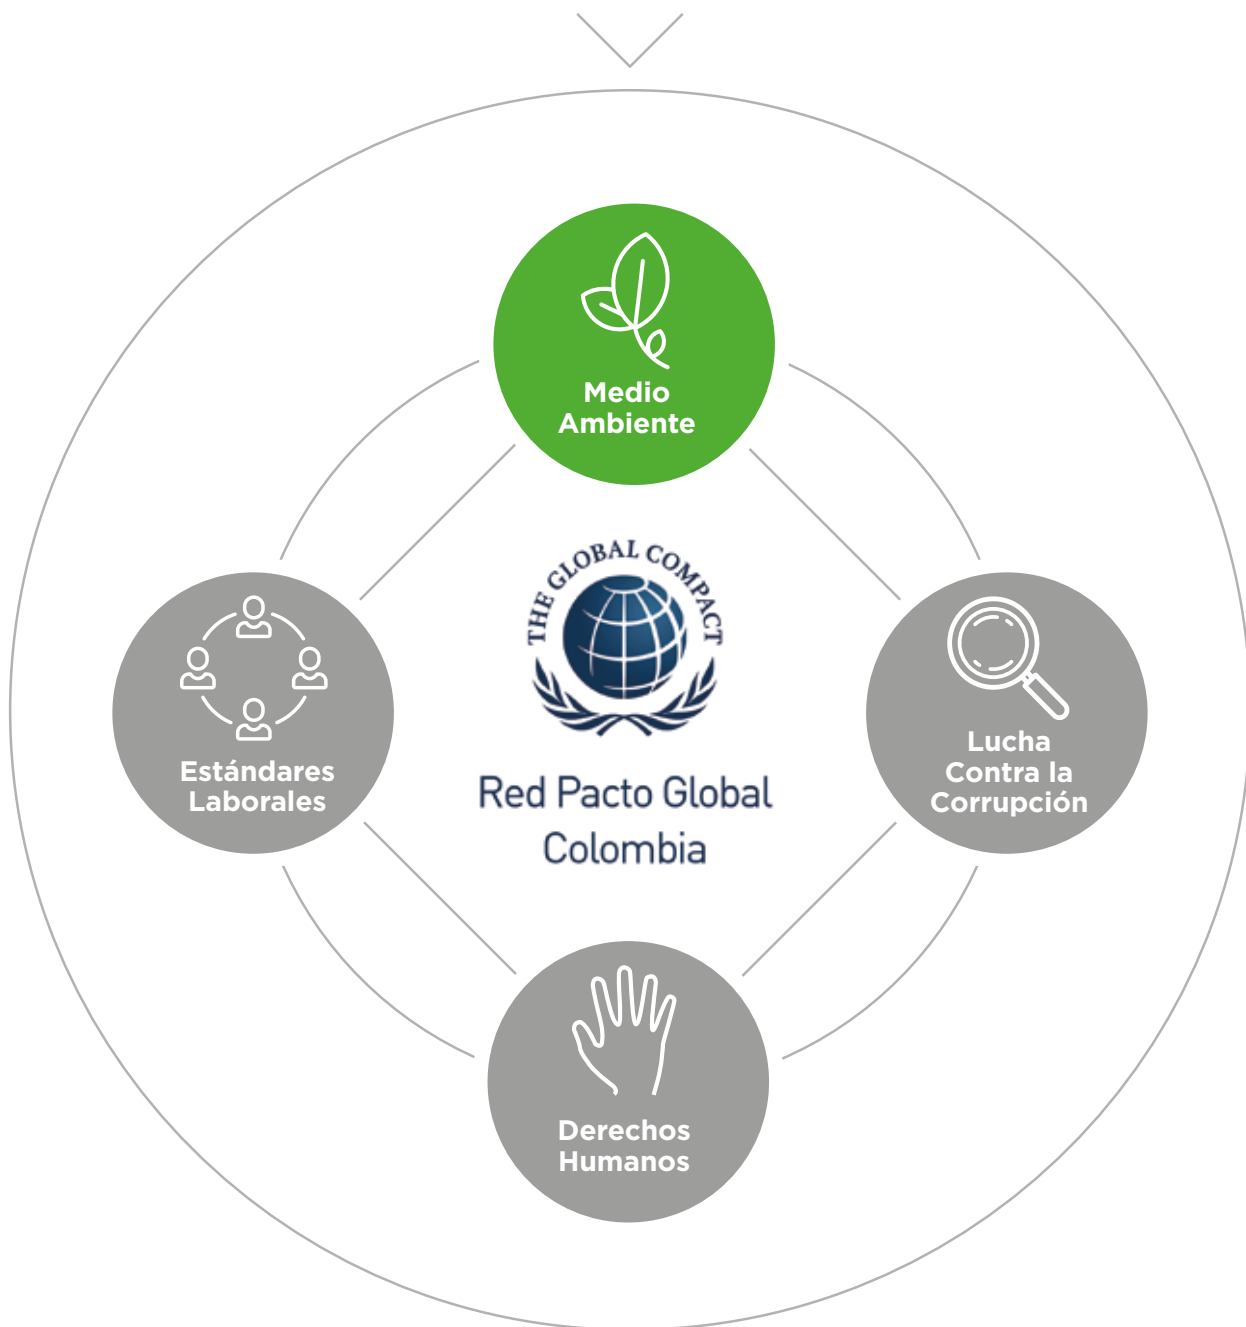 Medio
Ambiente
THE GLOBAL COMPACT
Estándares
Laborales
Lucha
Contra la
Corrupción
Red Pacto Global
Colombia
Derechos
Humanos